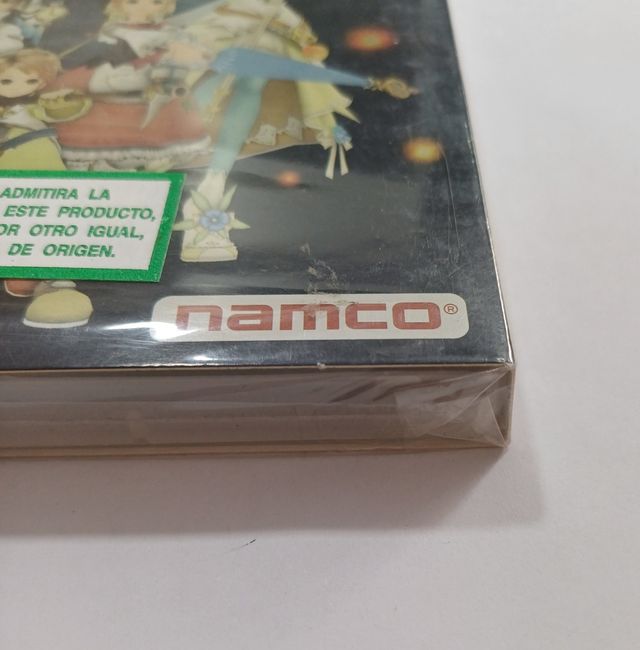 ADMITIRA LA
ESTE PRODUCTO,
OR OTRO IGUAL,
DE ORIGEN.
namco®